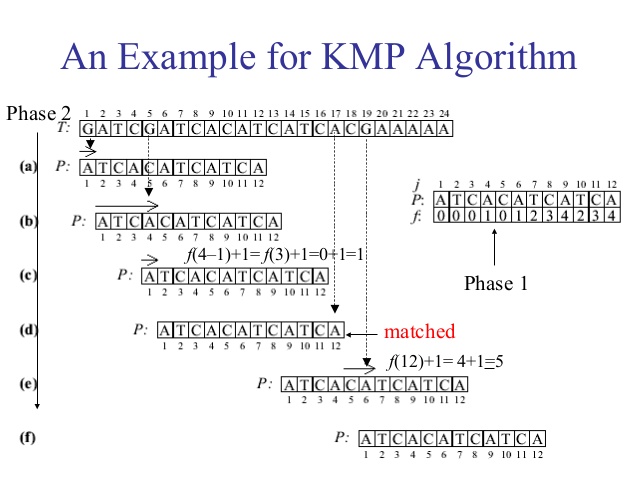 An Example for KMP Algorithm
Phase 2
1 2 3 4 5 6 7 8 9 10 11 12 13 14 15 16 17 18 19 20 21 22 23 24
T: G A T C G A T C A C A T C A T C A C G A A A A A
(a) P: A T C A C A T C A T C A
1 2 3 4 5 6 7 8 9 10 11 12
j 1 2 3 4 5 6 7 8 9 10 11 12
P: A T C A C A T C A T C A
f: 0 0 0 1 0 1 2 3 4 2 3 4
Phase 1
(b) P: A T C A C A T C A T C A
1 2 3 4 5 6 7 8 9 10 11 12
f(4–1)+1= f(3)+1=0+1=1
(c) P: A T C A C A T C A T C A
1 2 3 4 5 6 7 8 9 10 11 12
(d) P: A T C A C A T C A T C A matched
1 2 3 4 5 6 7 8 9 10 11 12
f(12)+1= 4+1=5
(e) P: A T C A C A T C A T C A
1 2 3 4 5 6 7 8 9 10 11 12
(f) P: A T C A C A T C A T C A
1 2 3 4 5 6 7 8 9 10 11 12